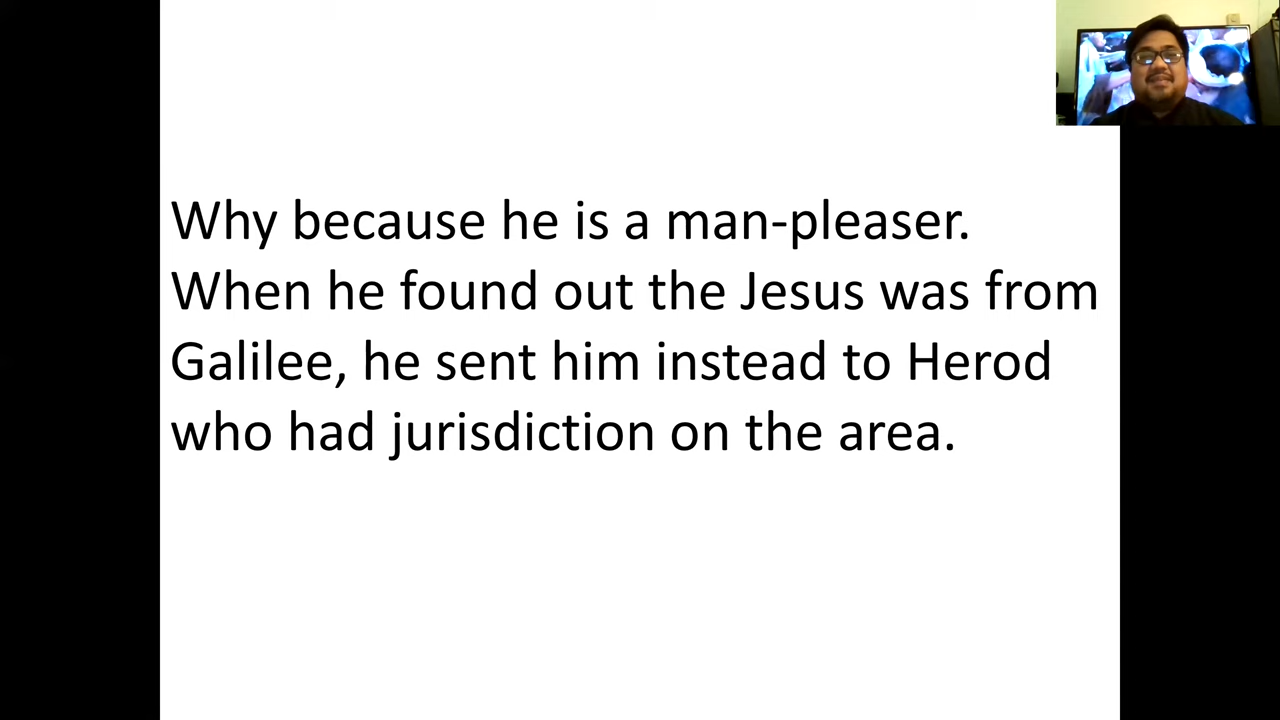 Why because he is a man-pleaser.
When he found out the Jesus was from
Galilee, he sent him instead to Herod
who had jurisdiction on the area.